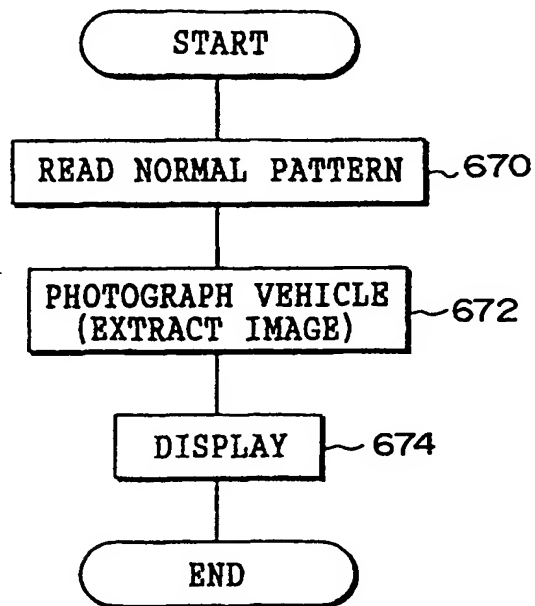 START
READ NORMAL PATTERN 670
PHOTOGRAPH VEHICLE
(EXTRACT IMAGE) 672
DISPLAY 674
END